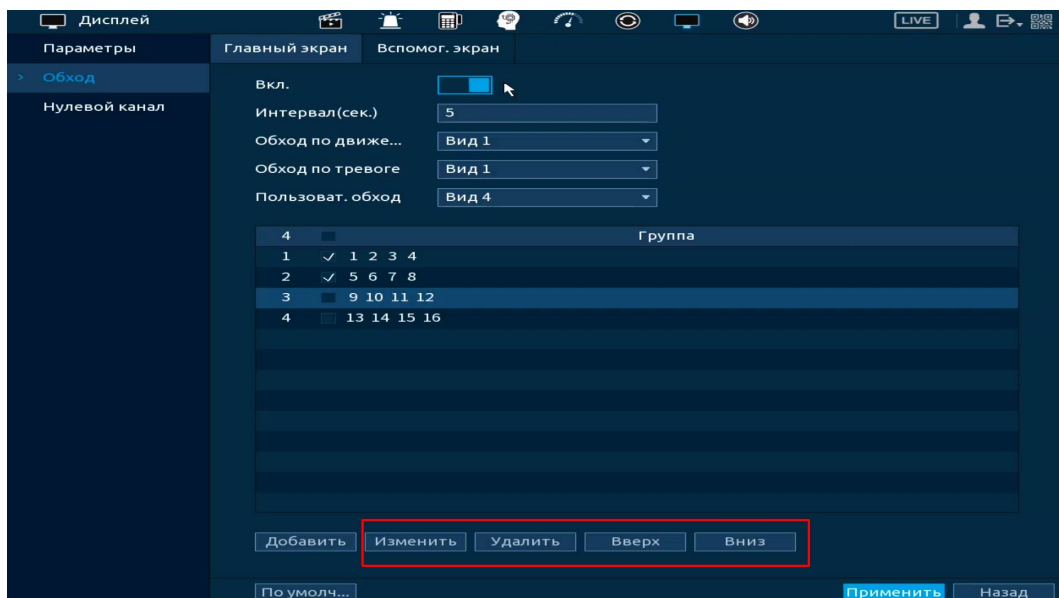 Дисплей LIVE
Параметры
Обход
Нулевой канал
Главный экран Вспомог. экран
Вкл.
Интервал(сек.) 5
Обход по движе... Вид 1
Обход по тревоге Вид 1
Пользоват. обход Вид 4
4 Группа
1 1 2 3 4
2 5 6 7 8
3 9 10 11 12
4 13 14 15 16
Добавить Изменить Удалить Вверх Вниз
По умолч... Применить Назад